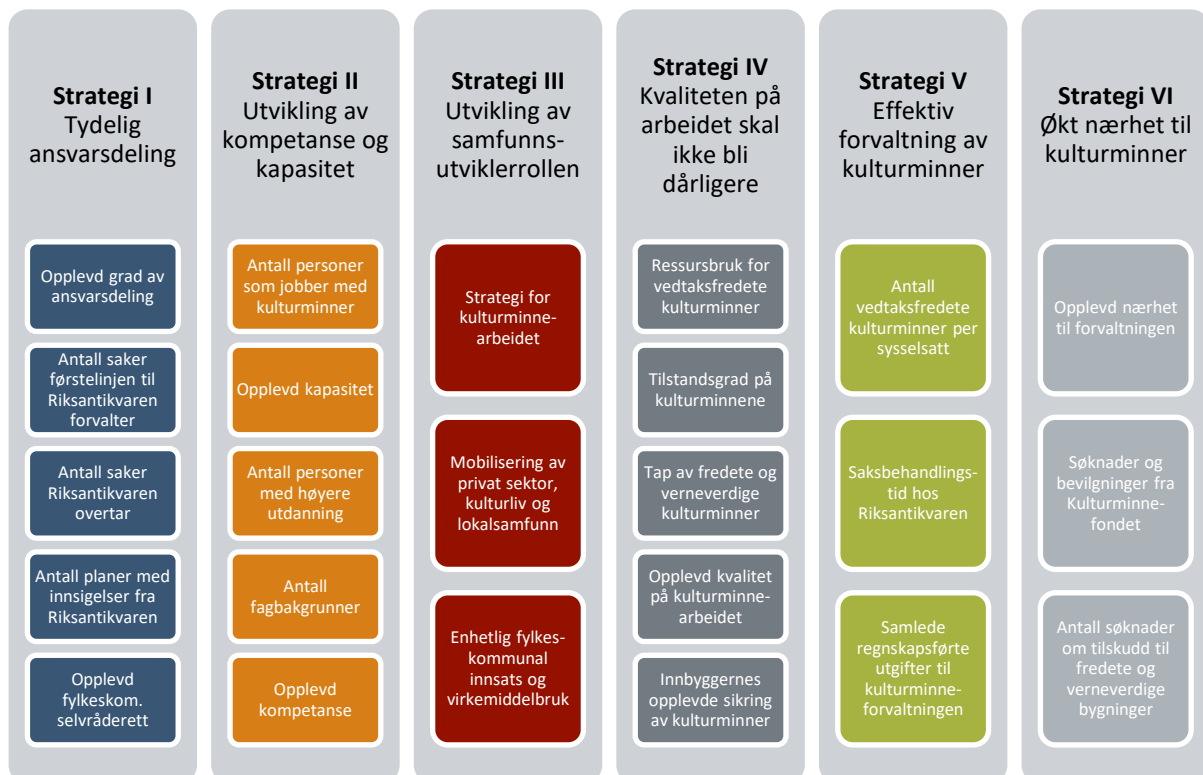 Strategi I
Tydelig
ansvarsdeling
Opplevd grad av
ansvarsdeling
Antall saker
førstelinjen til
Riksantikvaren
forvalter
Antall saker
Riksantikvaren
overtar
Antall planer med
innsigelser fra
Riksantikvaren
Opplevd
fylkeskom.
selvråderett
Strategi II
Utvikling av
kompetanse og
kapasitet
Antall personer
som jobber med
kulturminner
Opplevd kapasitet
Antall personer
med høyere
utdanning
Antall
fagbakgrunner
Opplevd
kompetanse
Strategi III
Utvikling av
samfunns-
utviklerrollen
Strategi for
kulturminne-
arbeidet
Mobilisering av
privat sektor,
kulturliv og
lokalsamfunn
Enhetlig fylkes-
kommunal
innsats og
virkemiddelbruk
Strategi IV
Kvaliteten på
arbeidet skal
ikke bli
dårligere
Ressursbruk for
vedtaksfredete
kulturminner
Tilstandsgrad på
kulturminnene
Tap av fredete og
verneverdige
kulturminner
Opplevd kvalitet
på kulturminne-
arbeidet
Innbyggernes
opplevde sikring
av kulturminner
Strategi V
Effektiv
forvaltning av
kulturminner
Antall
vedtaksfredete
kulturminner per
sysselsatt
Saksbehandlings-
tid hos
Riksantikvaren
Samlede
regnskapsførte
utgifter til
kulturminne-
forvaltningen
Strategi VI
Økt nærhet til
kulturminner
Opplevd nærhet
til forvaltningen
Søknader og
bevilgninger fra
Kulturminne-
fondet
Antall søknader
om tilskudd til
fredete og
verneverdige
bygninger